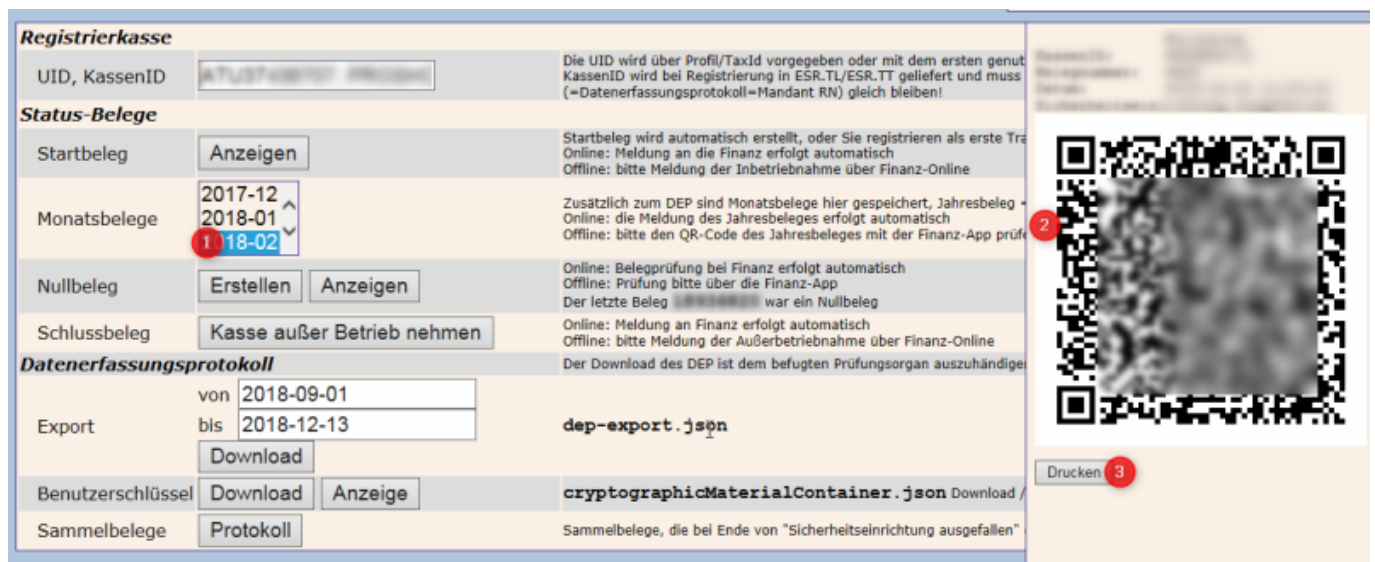 Registrierkasse
UID, KassenID
Die UID wird über Profil/TaxId vorgegeben oder mit dem ersten genut
KassenID wird bei Registrierung in ESR.TL/ESR.TT geliefert und muss
(=Datenerfassungsprotokoll=Mandant RN) gleich bleiben!
Status-Belege
Startbeleg
Anzeigen
Startbeleg wird automatisch erstellt, oder Sie registrieren als erste Tra
Online: Meldung an die Finanz erfolgt automatisch
Offline: bitte Meldung der Inbetriebnahme über Finanz-Online
Monatsbelege
2017-12
2018-01
1 18-02
Zusätzlich zum DEP sind Monatsbelege hier gespeichert, Jahresbeleg =
Online: die Meldung des Jahresbeleges erfolgt automatisch
Offline: bitte den QR-Code des Jahresbeleges mit der Finanz-App prüfe
Nullbeleg
Erstellen Anzeigen
Online: Belegprüfung bei Finanz erfolgt automatisch
Offline: Prüfung bitte über die Finanz-App
Der letzte Beleg war ein Nullbeleg
Schlussbeleg
Kasse außer Betrieb nehmen
Online: Meldung an Finanz erfolgt automatisch
Offline: bitte Meldung der Außerbetriebnahme über Finanz-Online
Datenerfassungsprotokoll
Der Download des DEP ist dem befugten Prüfungsorgan auszuhändigen
Export
von 2018-09-01
bis 2018-12-13
Download
dep-export.json
Benutzerschlüssel
Download Anzeige
cryptographicMaterialContainer.json Download /
Sammelbelege
Protokoll
Sammelbelege, die bei Ende von "Sicherheitseinrichtung ausgefallen"
2
Drucken 3